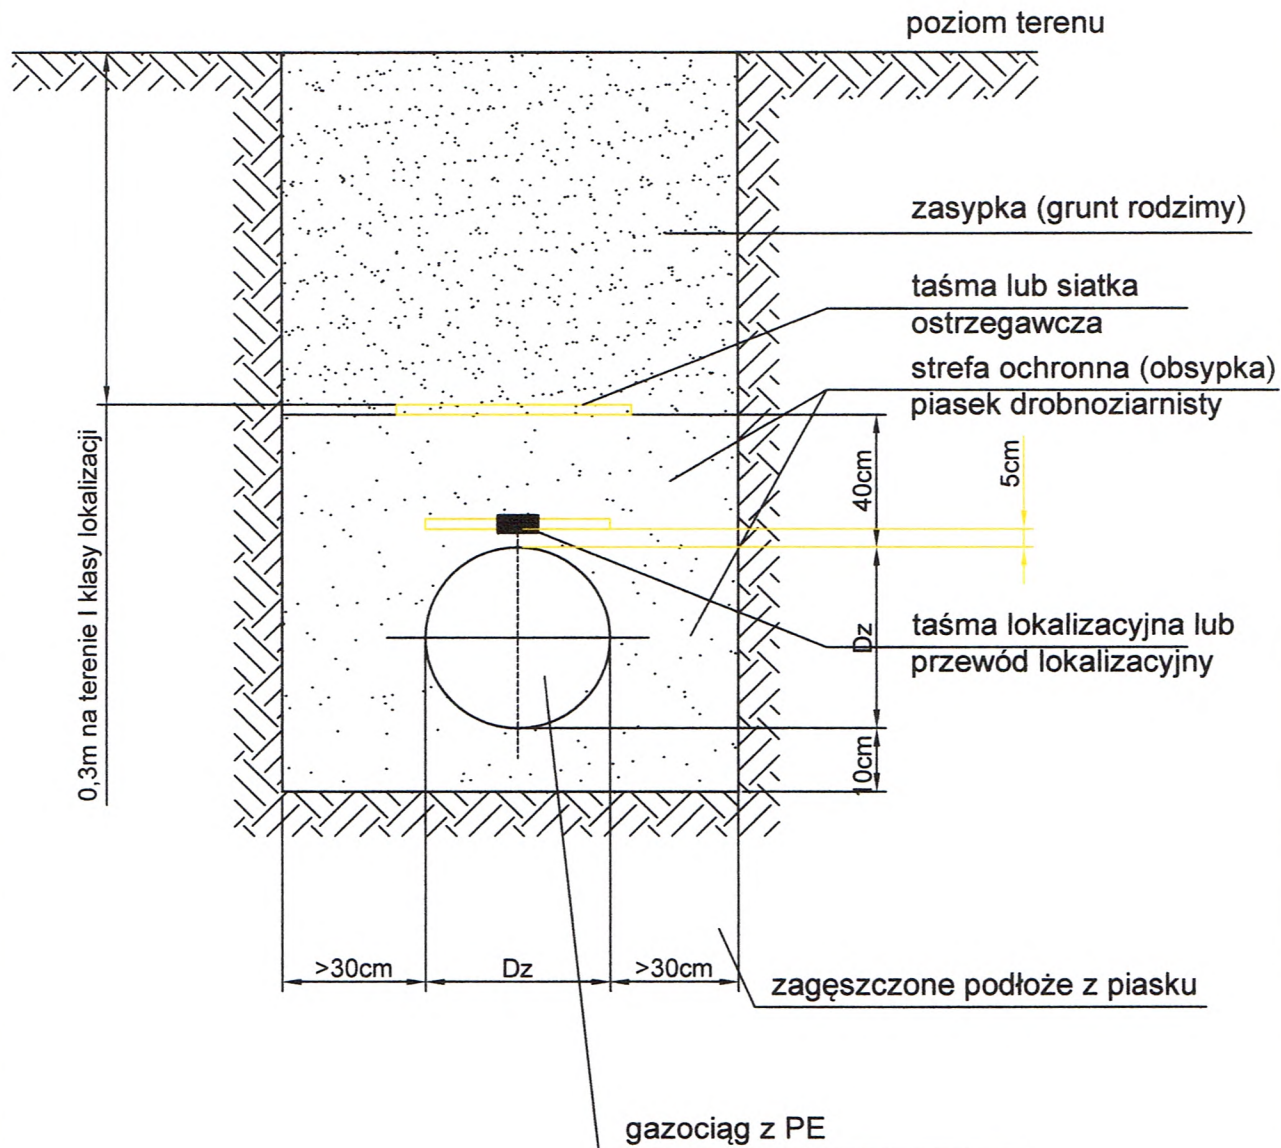 poziom terenu
zasypka (grunt rodzimy)
taśma lub siatka
ostrzegawcza
strefa ochronna (obsypka)
piasek drobnoziarnisty
0,3m na terenie I klasy lokalizacji
40cm
5cm
taśma lokalizacyjna lub
przewód lokalizacyjny
Dz
10cm
>30cm
Dz
>30cm
zagęszczone podłoże z piasku
gazociąg z PE